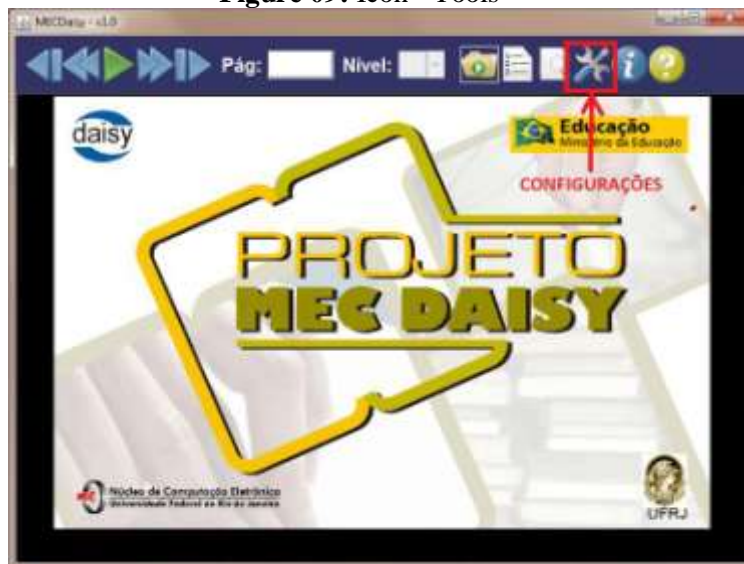 Figure 09: Icon - Tools
MECDaisy - v1.0
Pág: Nível:
daisy
Educação
Ministério da Educação
CONFIGURAÇÕES
PROJETO
MEC DAISY
Núcleo de Computação Eletrônica
Universidade Federal do Rio de Janeiro
UFRJ